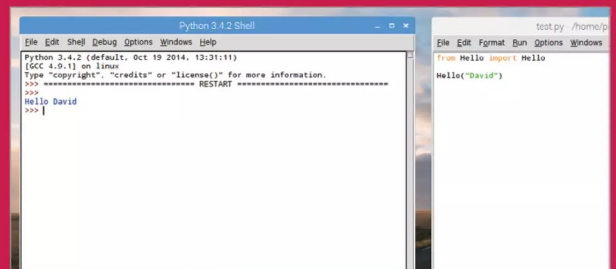 Python 3.4.2 Shell
File Edit Shell Debug Options Windows Help
Python 3.4.2 (default, Oct 19 2014, 13:31:11)
[GCC 4.9.1] on linux
Type "copyright", "credits" or "license()" for more information.
>>> ================================ RESTART ================================
>>>
Hello David
>>>
test.py - /home/p
File Edit Format Run Options Windows
from Hello import Hello
Hello("David")